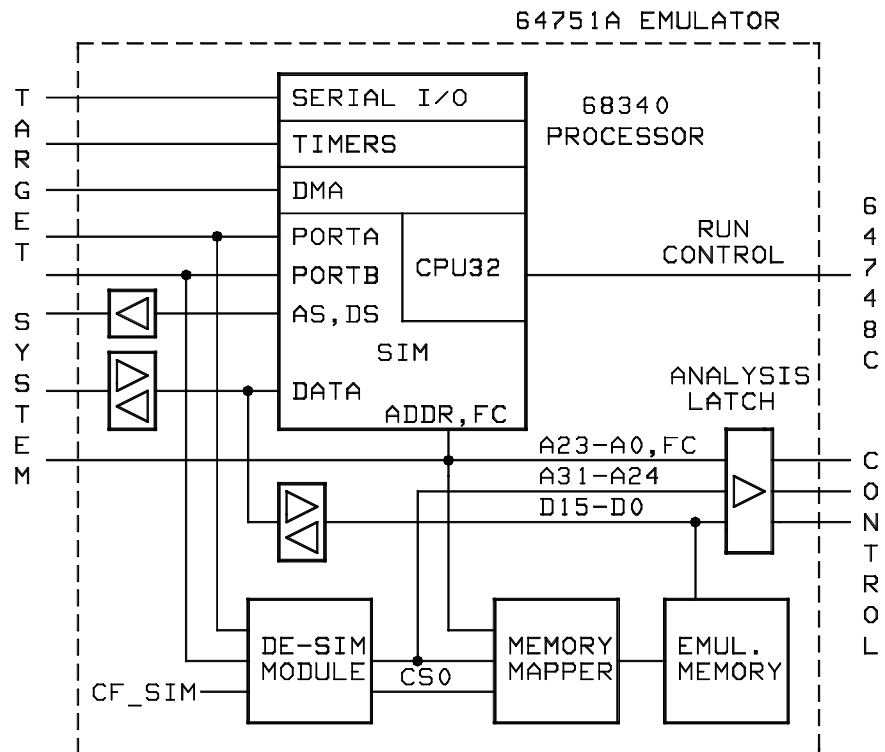 64751A EMULATOR
TARGET SYSTEM
SERIAL I/O
TIMERS
DMA
PORTA
PORTB
AS,DS
DATA
CPU32
SIM
ADDR,FC
68340
PROCESSOR
RUN
CONTROL
64748C CONTROL
ANALYSIS
LATCH
A23-A0,FC
A31-A24
D15-D0
DE-SIM
MODULE
CF_SIM
CS0
MEMORY
MAPPER
EMUL.
MEMORY